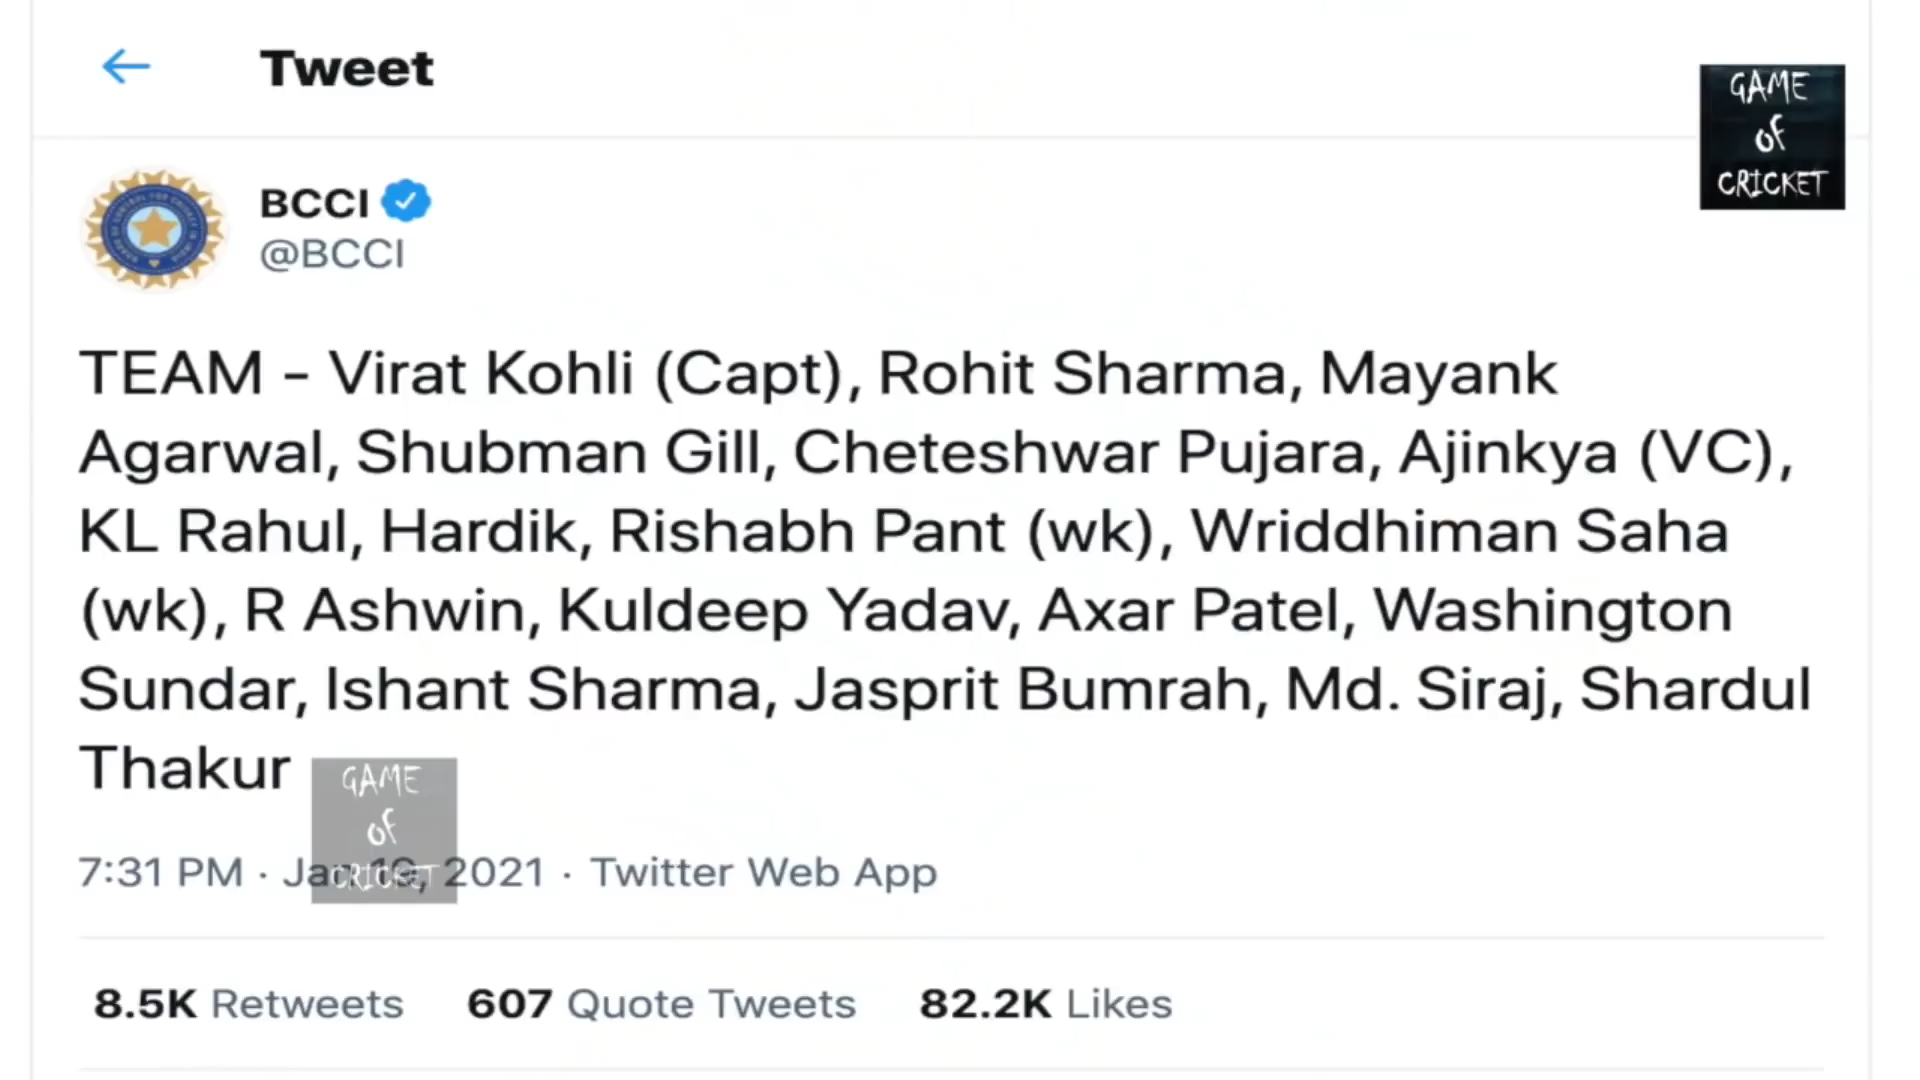 Tweet
GAME
of
CRICKET
BCCI
@BCCI
TEAM - Virat Kohli (Capt), Rohit Sharma, Mayank
Agarwal, Shubman Gill, Cheteshwar Pujara, Ajinkya (VC),
KL Rahul, Hardik, Rishabh Pant (wk), Wriddhiman Saha
(wk), R Ashwin, Kuldeep Yadav, Axar Patel, Washington
Sundar, Ishant Sharma, Jasprit Bumrah, Md. Siraj, Shardul
Thakur
GAME
of
CRICKET
7:31 PM · Jan 19, 2021 · Twitter Web App
8.5K Retweets 607 Quote Tweets 82.2K Likes